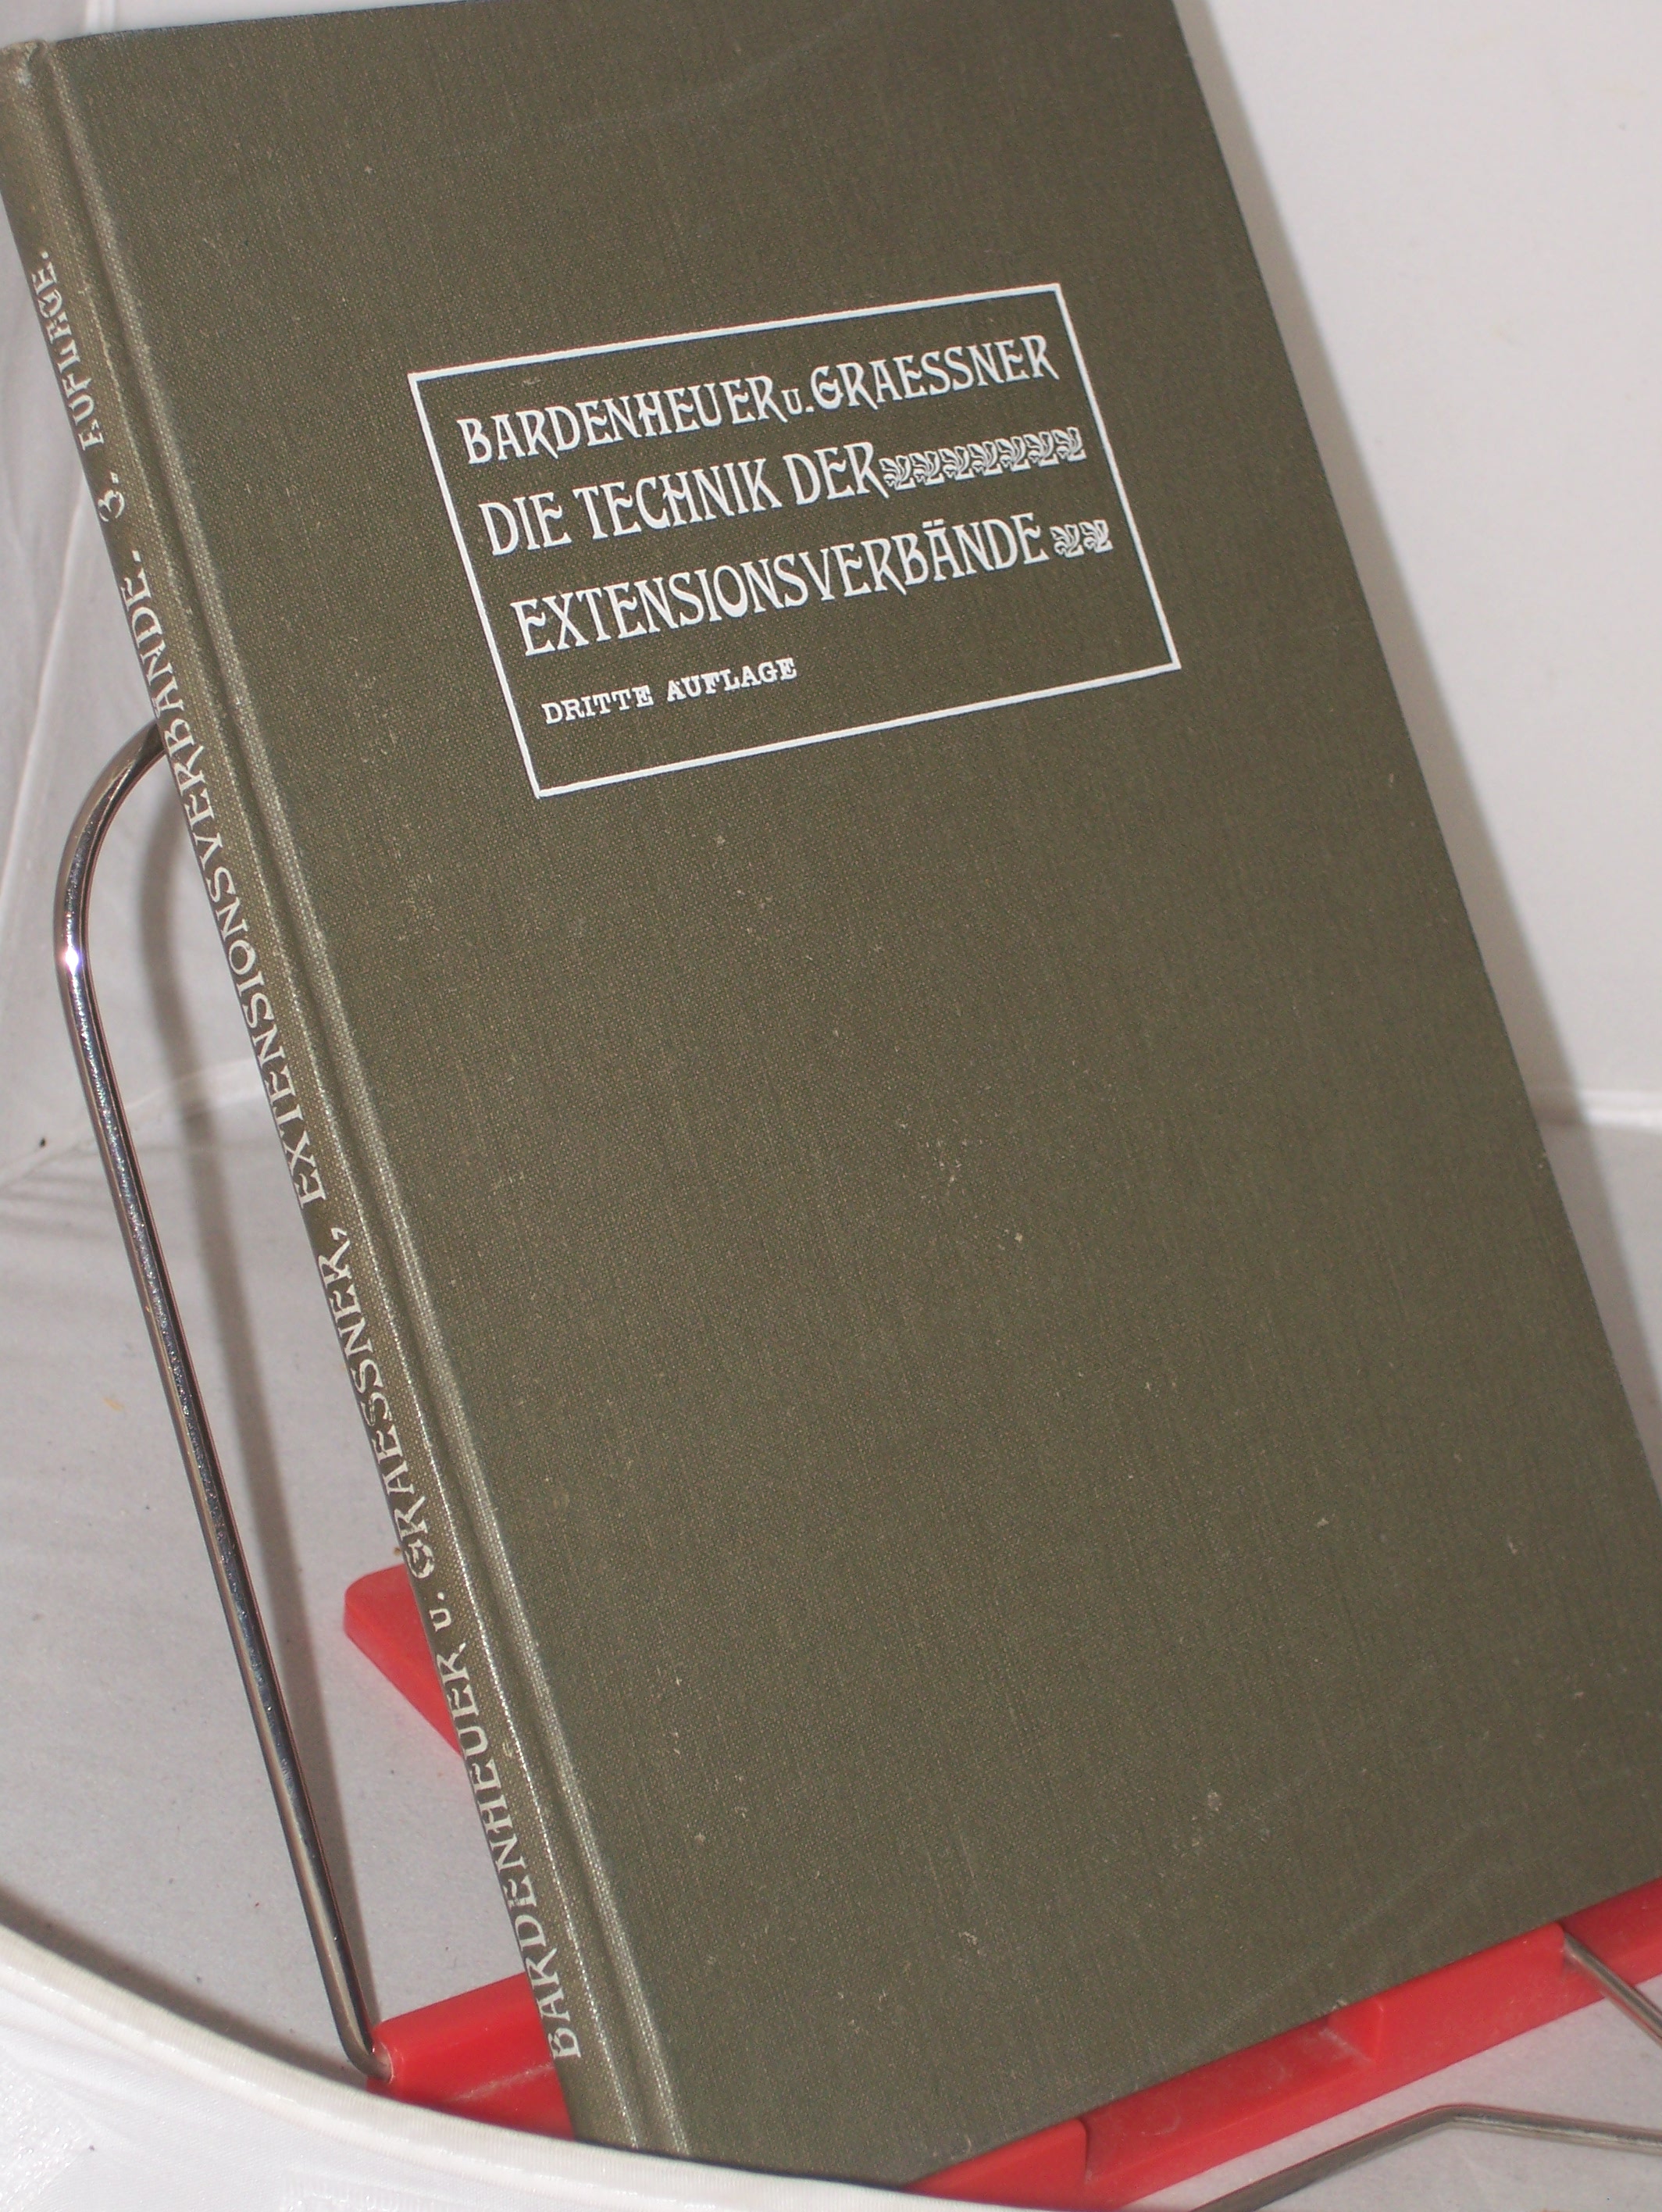 BARDENHEUER u. GRAESSNER
DIE TECHNIK DER
EXTENSIONSVERBÄNDE
DRITTE AUFLAGE
BARDENHEUER u. GRAESSNER, EXTENSIONSVERBÄNDE. 3. AUFLAGE.